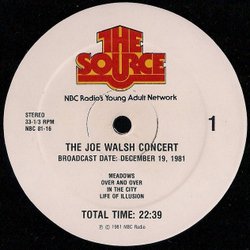 THE
SOURCE
NBC Radio's Young Adult Network
STEREO
33-1/3 RPM
NBC 81-16
1
THE JOE WALSH CONCERT
BROADCAST DATE: DECEMBER 19, 1981
MEADOWS
OVER AND OVER
IN THE CITY
LIFE OF ILLUSION
TOTAL TIME: 22:39
© 1981 NBC Radio